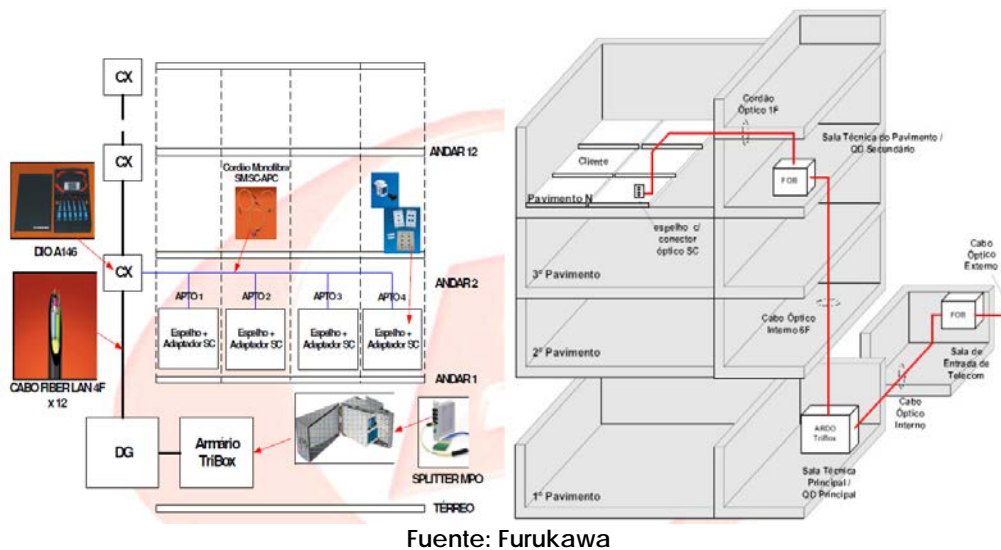 CX
CX
CX
DIO A146
CABO FIBER LAN 4F
x 12
DG
Armário
TriBox
Cordão Monofibra
SMSC-APC
ANDAR 12
ANDAR 2
APTO 1
APTO 2
APTO 3
APTO 4
Espelho +
Adaptador SC
Espelho +
Adaptador SC
Espelho +
Adaptador SC
Espelho +
Adaptador SC
ANDAR 1
SPLITTER MPO
TÉRREO
Cordão
Óptico 1F
Sala Técnica do Pavimento /
QD Secundário
Cliente
FOB
Pavimento N
espelho c/
conector
óptico SC
3º Pavimento
Cabo Óptico
Interno 6F
2º Pavimento
Cabo
Óptico
Externo
FOB
Sala de
Entrada de
Telecom
Cabo
Óptico
Interno
TriBox
Sala Técnica
Principal /
QD Principal
1º Pavimento
Fuente: Furukawa